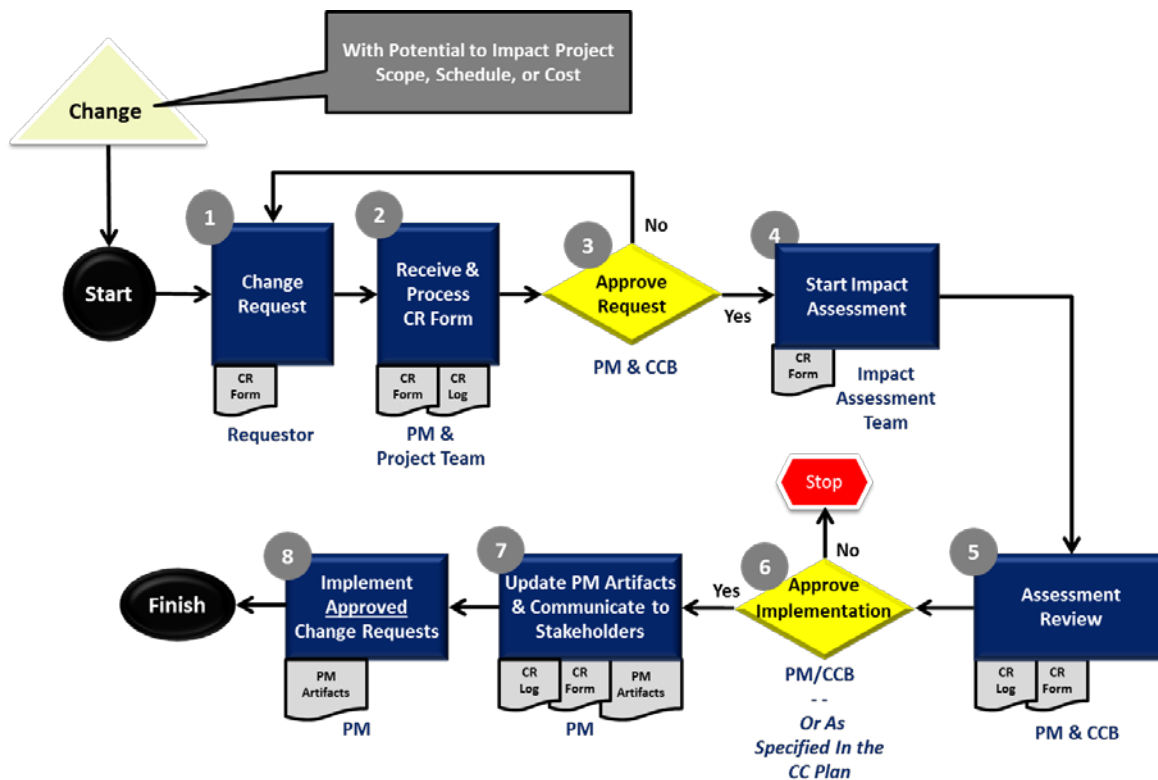 With Potential to Impact Project
Scope, Schedule, or Cost
Change
1
2
3
4
No
Start
Change
Request
Receive &
Process
CR Form
Approve
Request
Yes
Start Impact
Assessment
CR
Form
Requestor
CR
Form
CR
Log
PM &
Project Team
PM & CCB
CR
Form
Impact
Assessment
Team
Stop
No
8
7
6
5
Finish
Implement
Approved
Change Requests
Update PM Artifacts
& Communicate to
Stakeholders
Yes
Approve
Implementation
Assessment
Review
PM
Artifacts
PM
CR
Log
CR
Form
PM
Artifacts
PM
PM/CCB
- -
Or As
Specified In the
CC Plan
CR
Log
CR
Form
PM & CCB